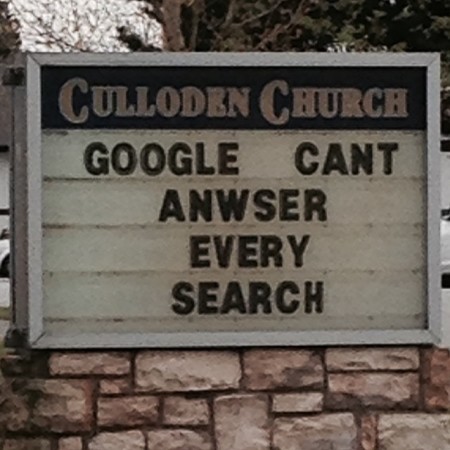 CULLODEN CHURCH
GOOGLE CANT
ANWSER
EVERY
SEARCH